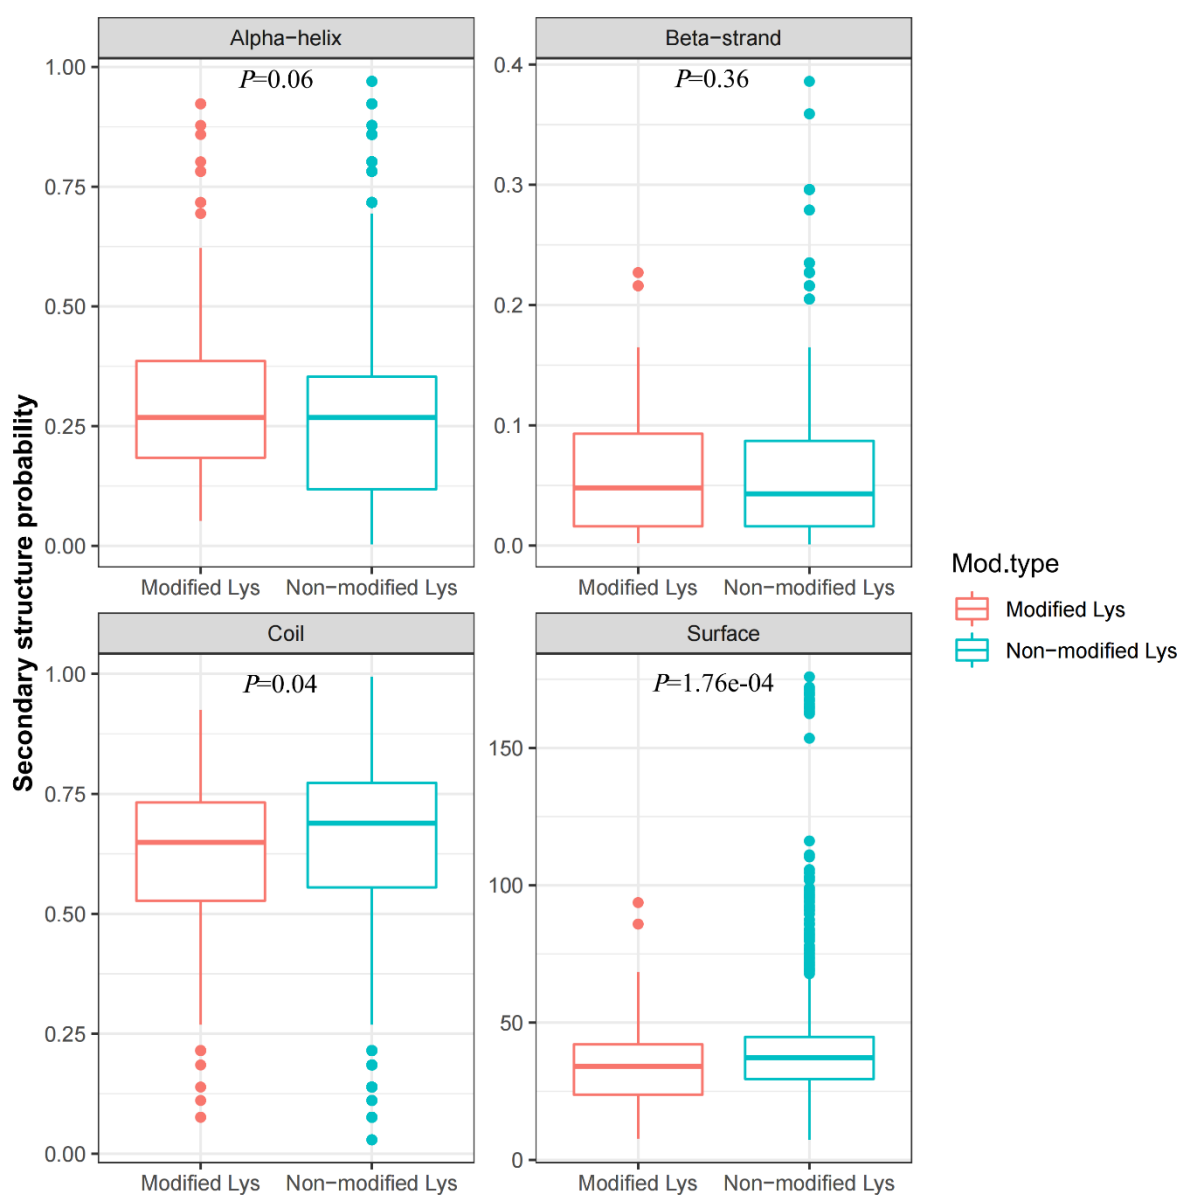 Secondary structure probability
Alpha−helix
P=0.06
1.00
0.75
0.50
0.25
0.00
Modified Lys Non−modified Lys
Beta−strand
P=0.36
0.4
0.3
0.2
0.1
0.0
Modified Lys Non−modified Lys
Coil
P=0.04
1.00
0.75
0.50
0.25
0.00
Modified Lys Non−modified Lys
Surface
P=1.76e-04
150
100
50
0
Modified Lys Non−modified Lys
Mod.type
Modified Lys
Non−modified Lys